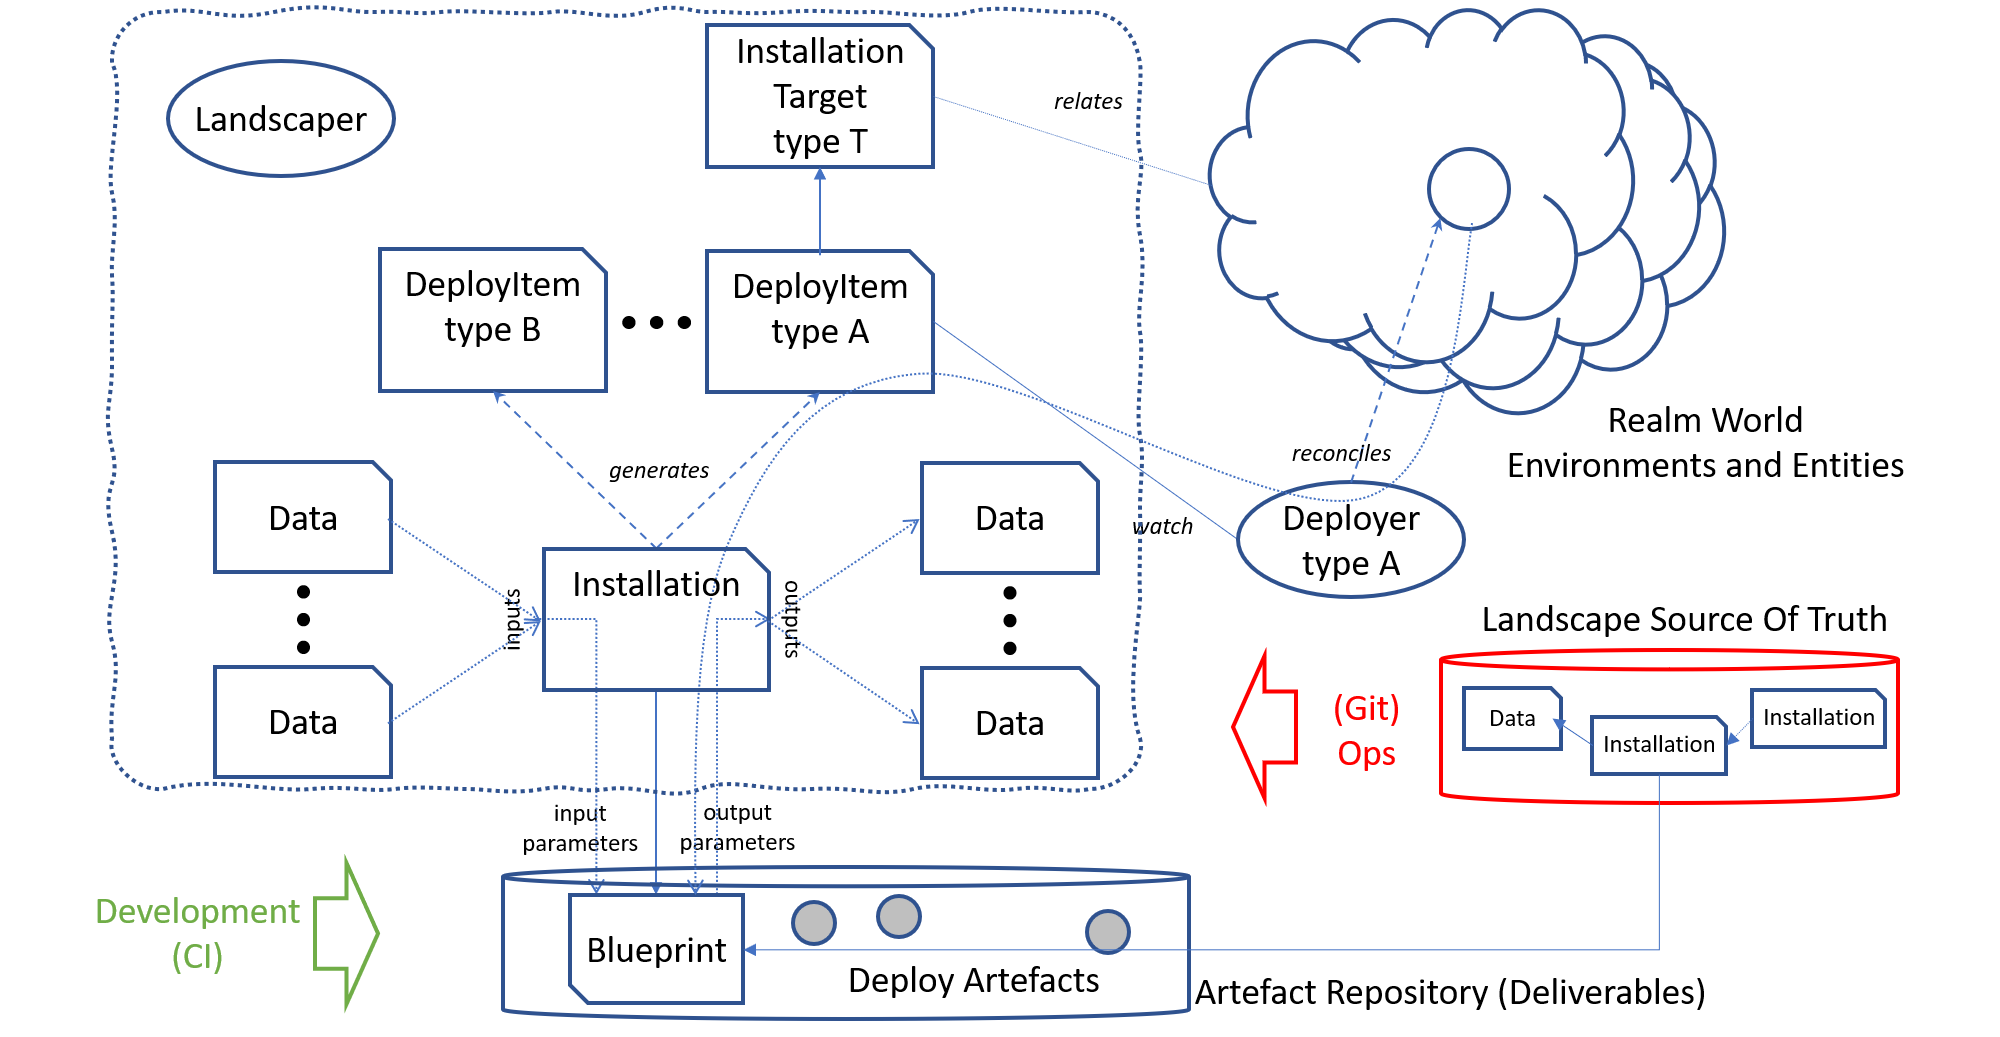 Landscaper
Installation
Target
type T
relates
DeployItem
type B
DeployItem
type A
Realm World
Environments and Entities
generates
reconciles
watch
Deployer
type A
Data
Data
inputs
Installation
outputs
Data
Data
Landscape Source Of Truth
Data
Installation
Installation
(Git)
Ops
input
parameters
output
parameters
Development
(CI)
Blueprint
Deploy Artefacts
Artefact Repository (Deliverables)